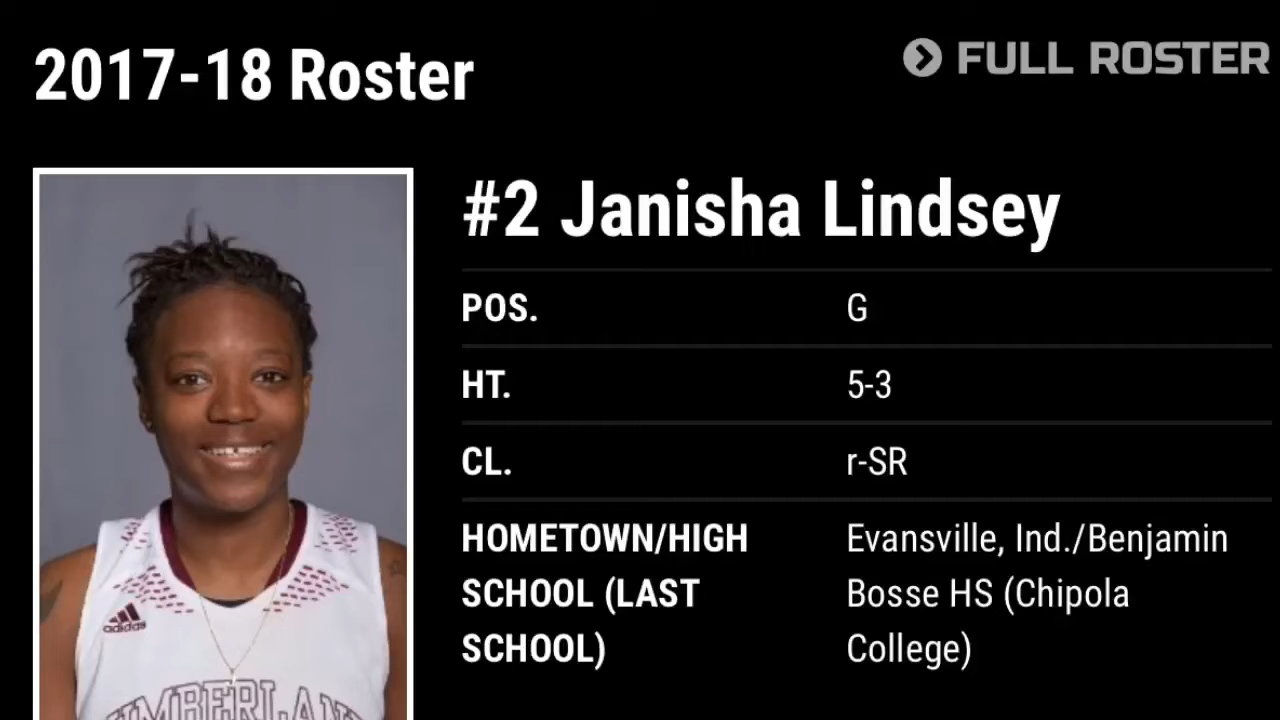 2017-18 Roster
FULL ROSTER
#2 Janisha Lindsey
POS. G
HT. 5-3
CL. r-SR
HOMETOWN/HIGH Evansville, Ind./Benjamin
SCHOOL (LAST Bosse HS (Chipola
SCHOOL) College)
adidas
UMBERLAN